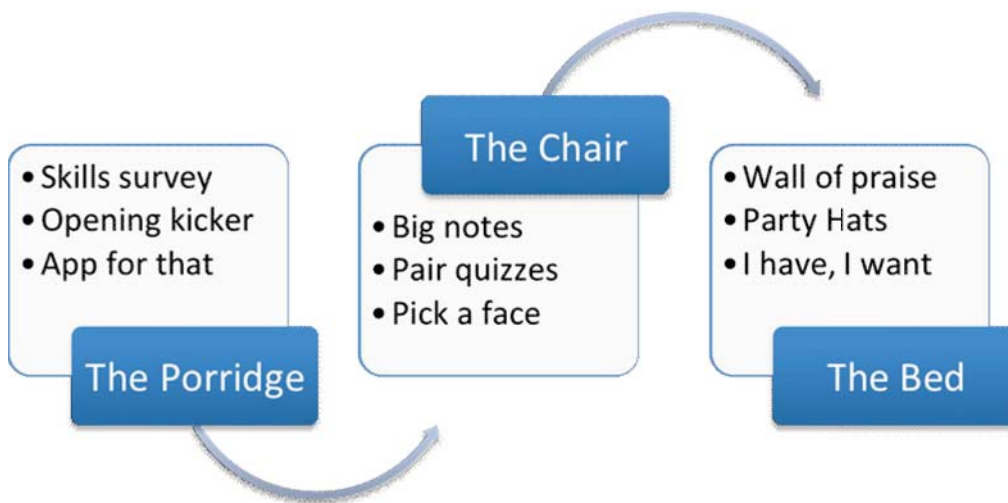 • Skills survey
• Opening kicker
• App for that
The Porridge
The Chair
• Big notes
• Pair quizzes
• Pick a face
• Wall of praise
• Party Hats
• I have, I want
The Bed